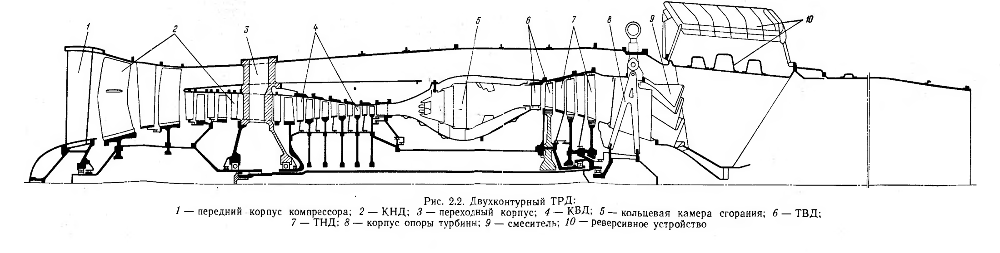 1 2 3 4 5 6 7 8 9 10
Рис. 2.2. Двухконтурный ТРД:
1 — передний корпус компрессора; 2 — КНД; 3 — переходный корпус; 4 — КВД; 5 — кольцевая камера сгорания; 6 — ТВД;
7 — ТНД; 8 — корпус опоры турбины; 9 — смеситель; 10 — реверсивное устройство